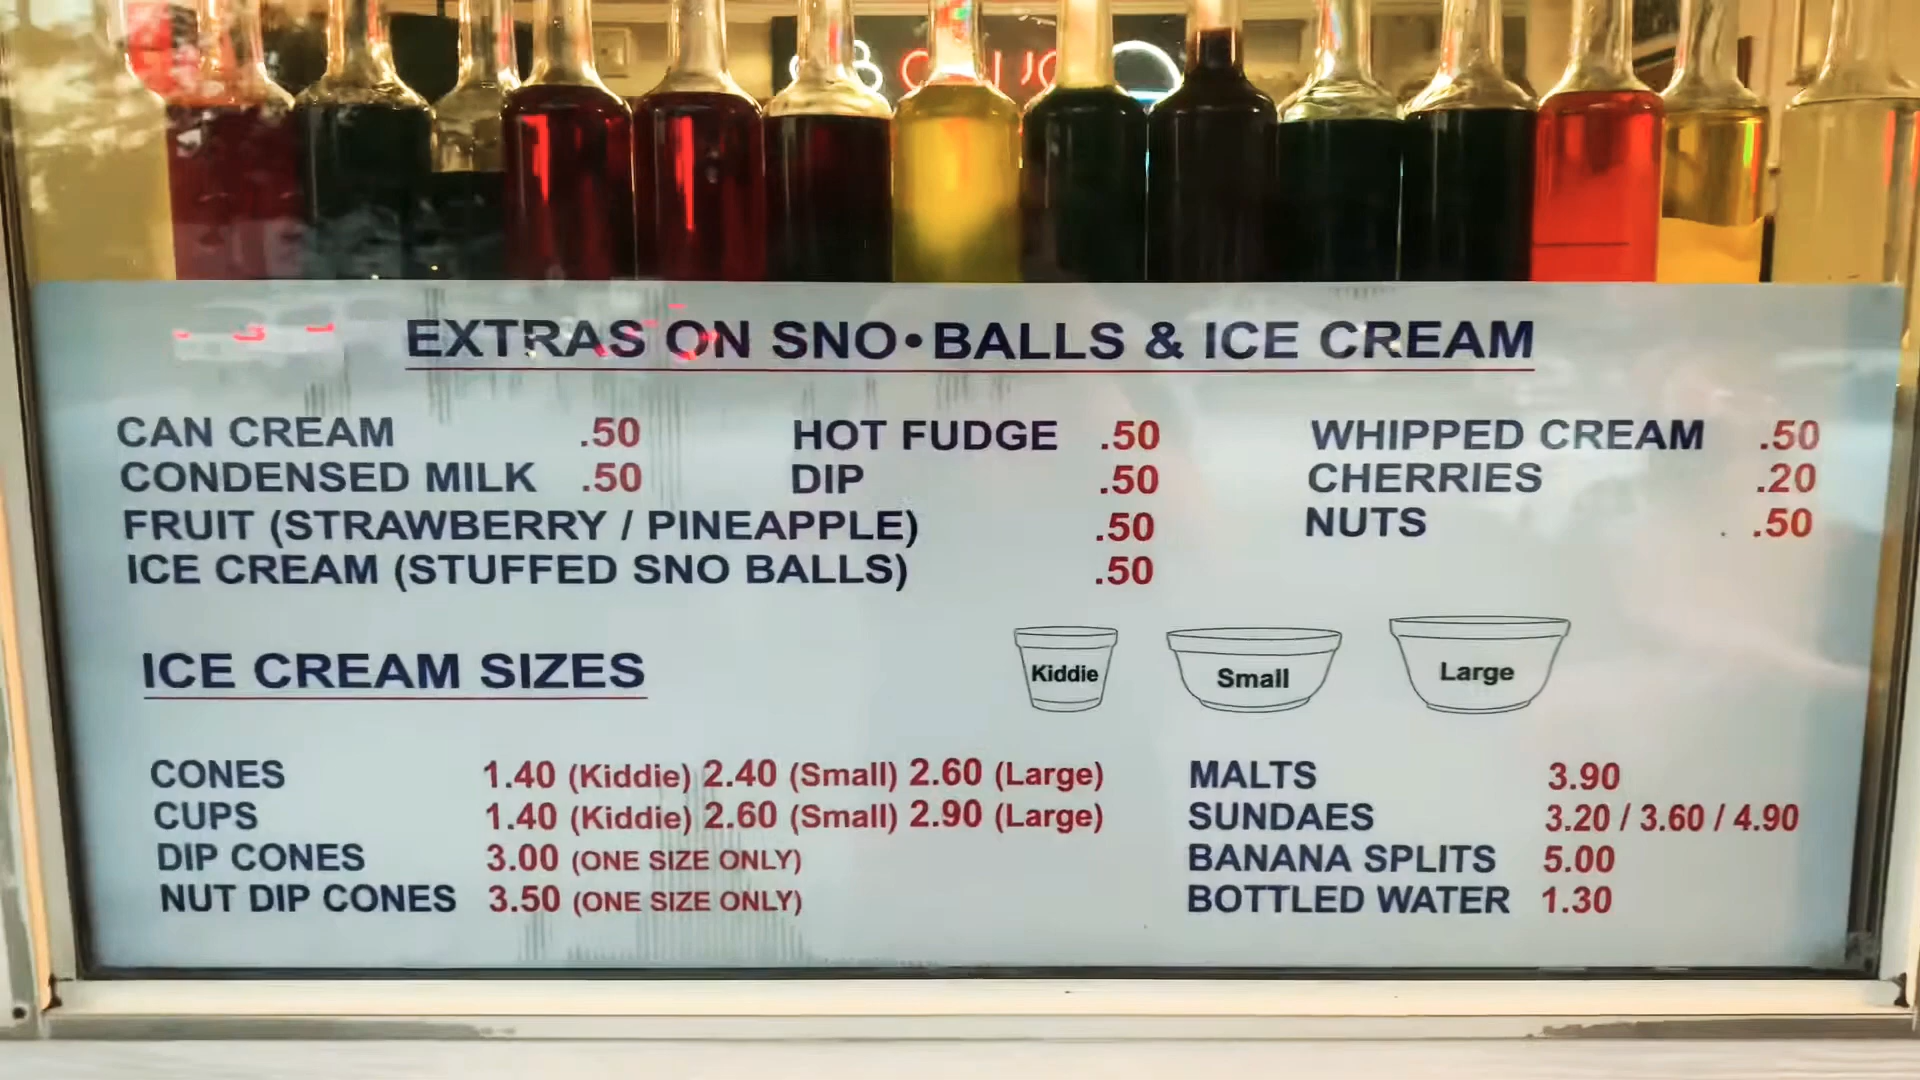 EXTRAS ON SNO•BALLS & ICE CREAM
CAN CREAM .50 HOT FUDGE .50 WHIPPED CREAM .50
CONDENSED MILK .50 DIP .50 CHERRIES .20
FRUIT (STRAWBERRY / PINEAPPLE) .50 NUTS .50
ICE CREAM (STUFFED SNO BALLS) .50
ICE CREAM SIZES
Kiddie Small Large
CONES 1.40 (Kiddie) 2.40 (Small) 2.60 (Large) MALTS 3.90
CUPS 1.40 (Kiddie) 2.60 (Small) 2.90 (Large) SUNDAES 3.20 / 3.60 / 4.90
DIP CONES 3.00 (ONE SIZE ONLY) BANANA SPLITS 5.00
NUT DIP CONES 3.50 (ONE SIZE ONLY) BOTTLED WATER 1.30